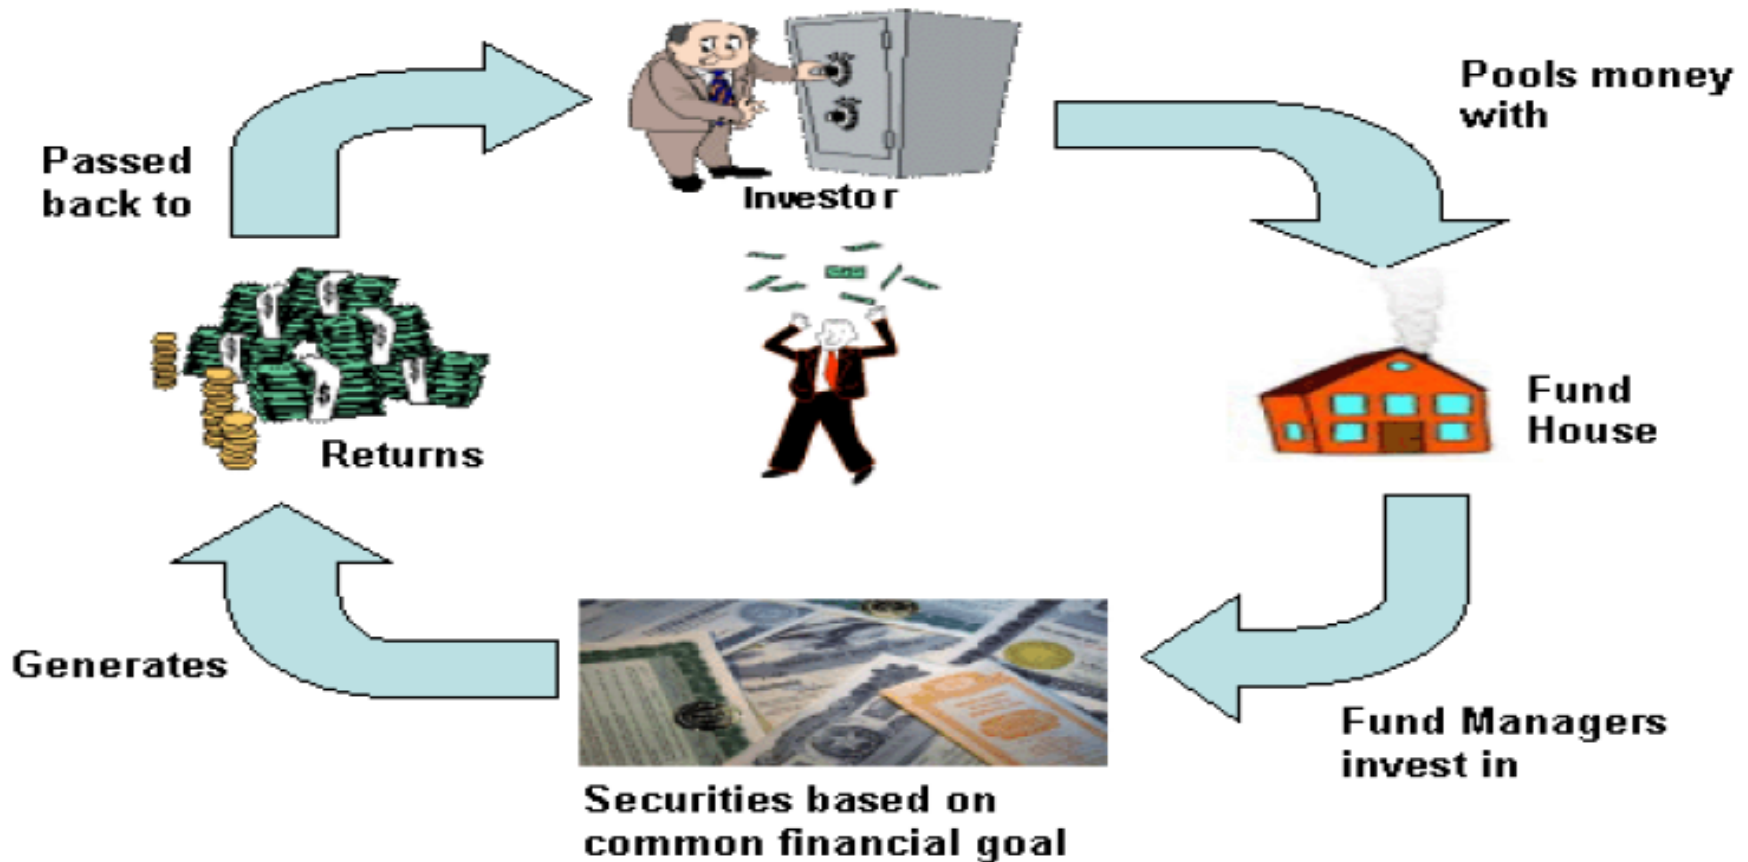 Investor
Pools money
with
Fund
House
Fund Managers
invest in
Securities based on
common financial goal
Generates
Returns
Passed
back to
$
$
$
$
$
$